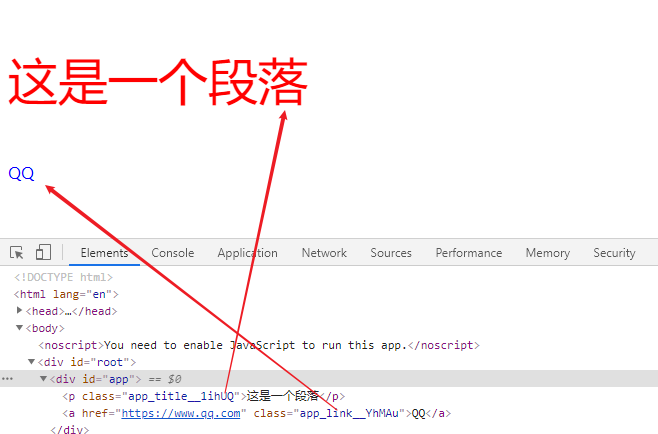 这是一个段落
QQ
Elements Console Application Network Sources Performance Memory Security
<!DOCTYPE html>
<html lang="en">
<head>…</head>
<body>
<noscript>You need to enable JavaScript to run this app.</noscript>
<div id="root">
<div id="app"> == $0
<p class="app_title__1ihUQ">这是一个段落</p>
<a href="https://www.qq.com" class="app_link__YhMAu">QQ</a>
</div>